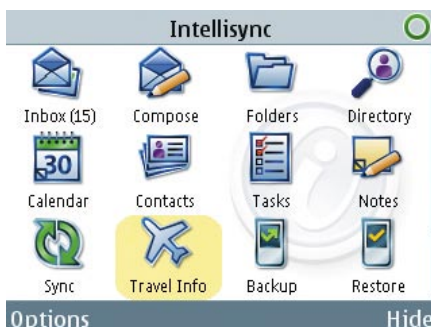 Intellisync
Inbox (15) Compose Folders Directory
30
Calendar Contacts Tasks Notes
Sync Travel Info Backup Restore
Options Hide